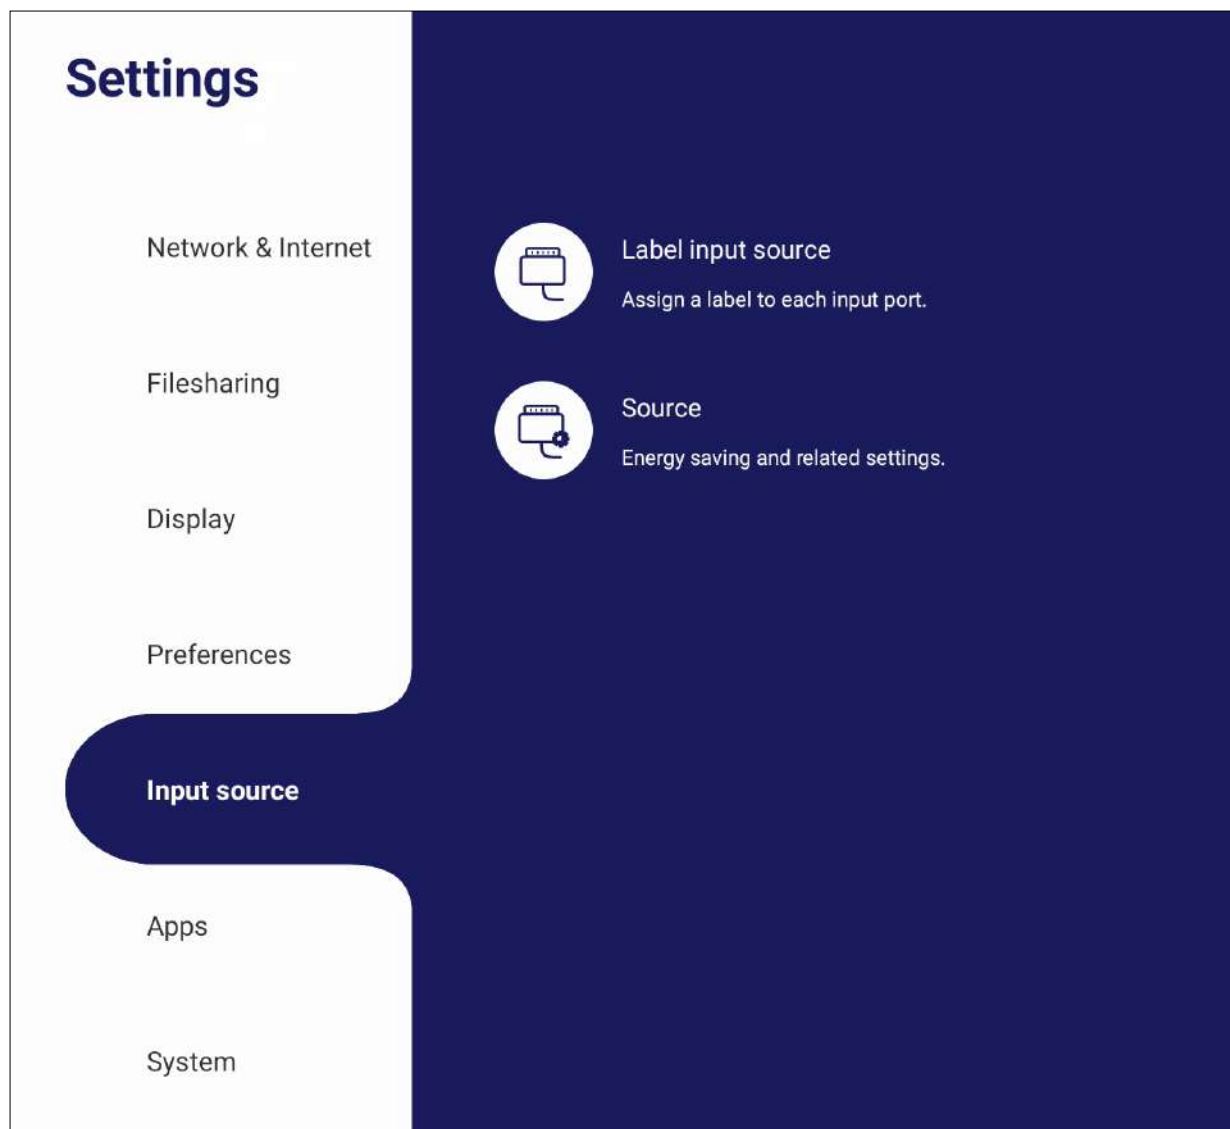 Settings
Network & Internet
Filesharing
Display
Preferences
Input source
Apps
System
Label input source
Assign a label to each input port.
Source
Energy saving and related settings.